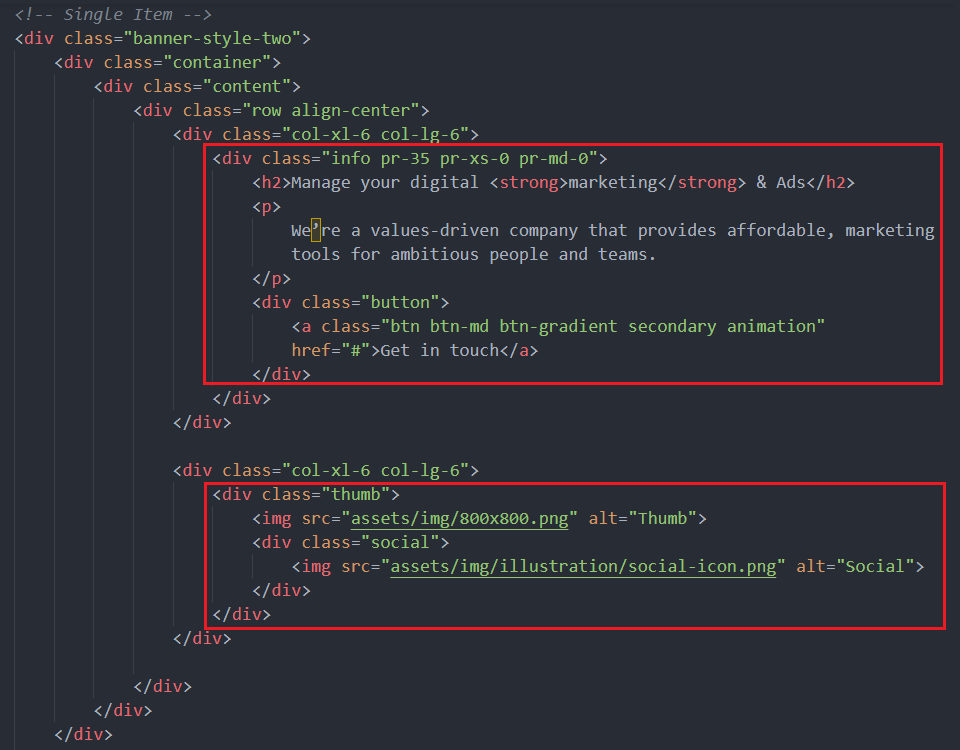 <!-- Single Item -->
<div class="banner-style-two">
<div class="container">
<div class="content">
<div class="row align-center">
<div class="col-xl-6 col-lg-6">
<div class="info pr-35 pr-xs-0 pr-md-0">
<h2>Manage your digital <strong>marketing</strong> & Ads</h2>
<p>
We’re a values-driven company that provides affordable, marketing
tools for ambitious people and teams.
</p>
<div class="button">
<a class="btn btn-md btn-gradient secondary animation"
href="#">Get in touch</a>
</div>
</div>
</div>
<div class="col-xl-6 col-lg-6">
<div class="thumb">
<img src="assets/img/800x800.png" alt="Thumb">
<div class="social">
<img src="assets/img/illustration/social-icon.png" alt="Social">
</div>
</div>
</div>
</div>
</div>
</div>